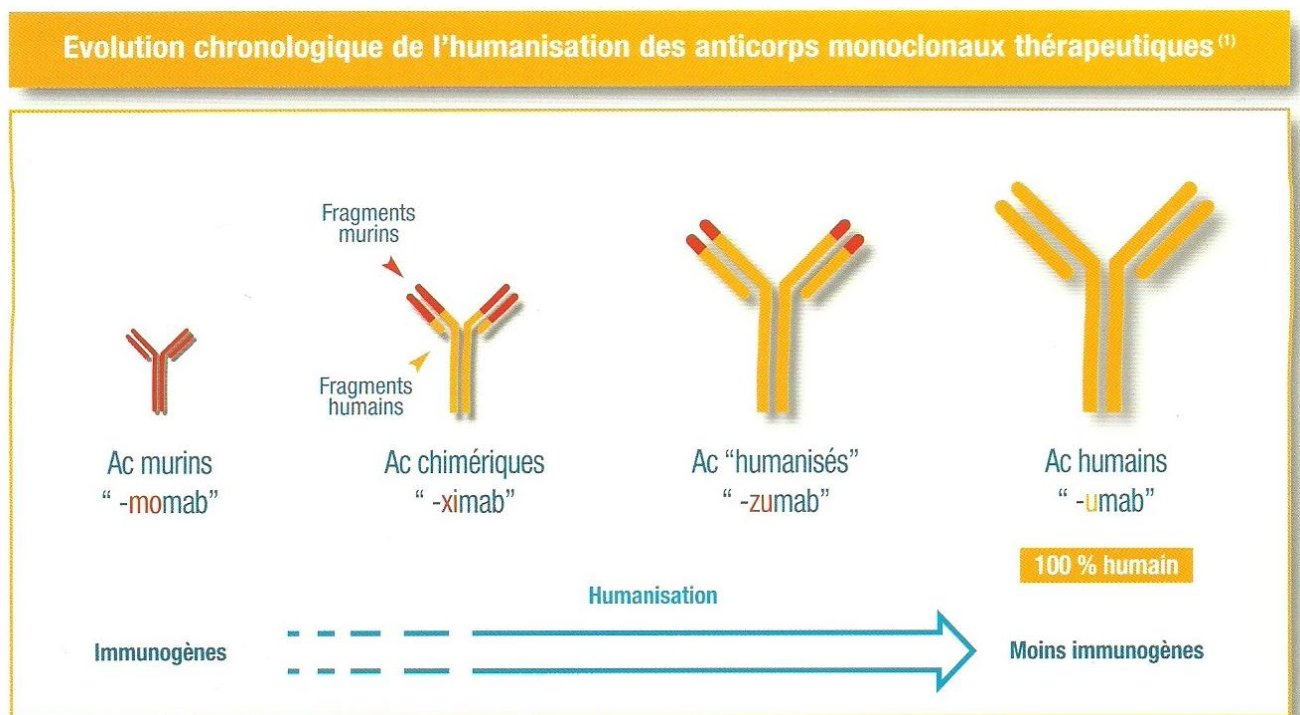 Evolution chronologique de l'humanisation des anticorps monoclonaux thérapeutiques (1)
Fragments
murins
Fragments
humains
Ac murins
“ -momab”
Ac chimériques
“ -ximab”
Ac “humanisés”
“ -zumab”
Ac humains
“ -umab”
100 % humain
Humanisation
Immunogènes
Moins immunogènes